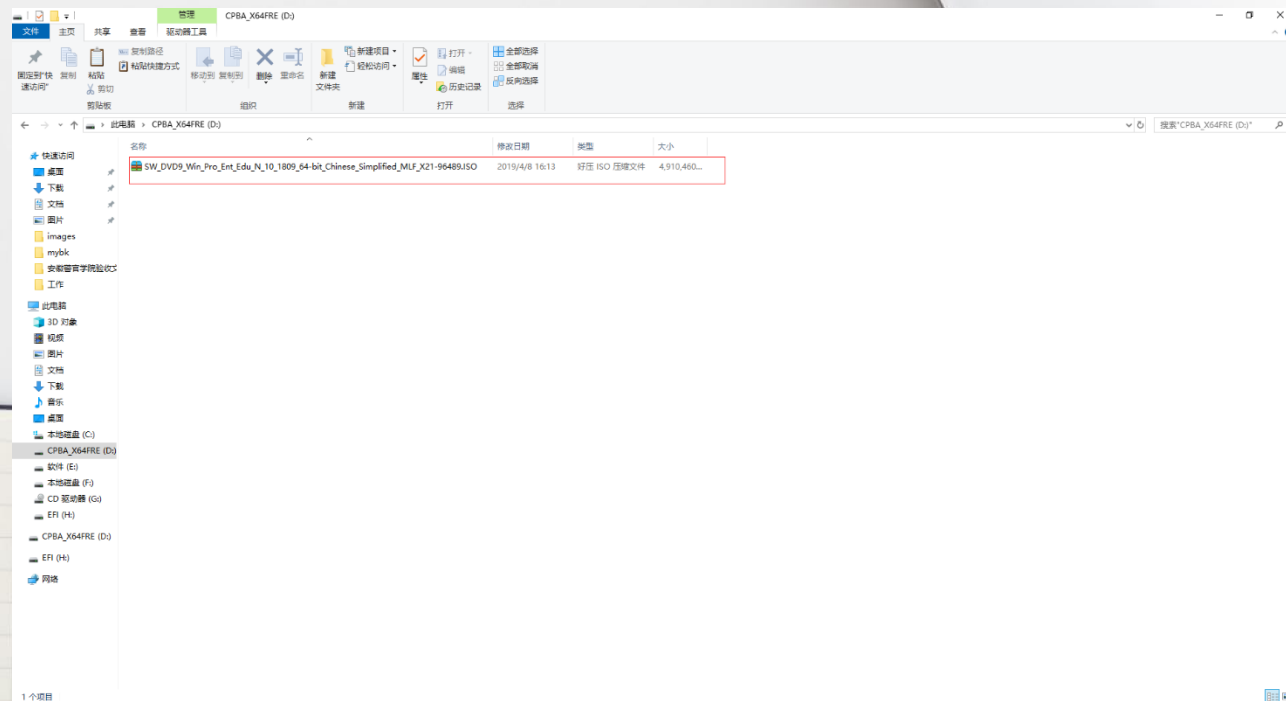 管理 CPBA_X64FRE (D:)
文件 主页 共享 查看 驱动器工具
固定到"快速访问"
复制
粘贴
剪切
复制路径
粘贴快捷方式
剪贴板
移动到
复制到
删除
重命名
组织
新建文件夹
新建项目
轻松访问
新建
属性
打开
编辑
历史记录
打开
全部选择
全部取消
反向选择
选择
此电脑 › CPBA_X64FRE (D:)
搜索"CPBA_X64FRE (D:)"
名称 修改日期 类型 大小
SW_DVD9_Win_Pro_Ent_Edu_N_10_1809_64-bit_Chinese_Simplified_MLF_X21-96489.ISO 2019/4/8 16:13 好压 ISO 压缩文件 4,910,460...
快速访问
桌面
下载
文档
图片
images
mybk
安徽警官学院验收文
工作
此电脑
3D 对象
视频
图片
文档
下载
音乐
桌面
本地磁盘 (C:)
CPBA_X64FRE (D:)
软件 (E:)
本地磁盘 (F:)
CD 驱动器 (G:)
EFI (H:)
CPBA_X64FRE (D:)
EFI (H:)
网络
1 个项目